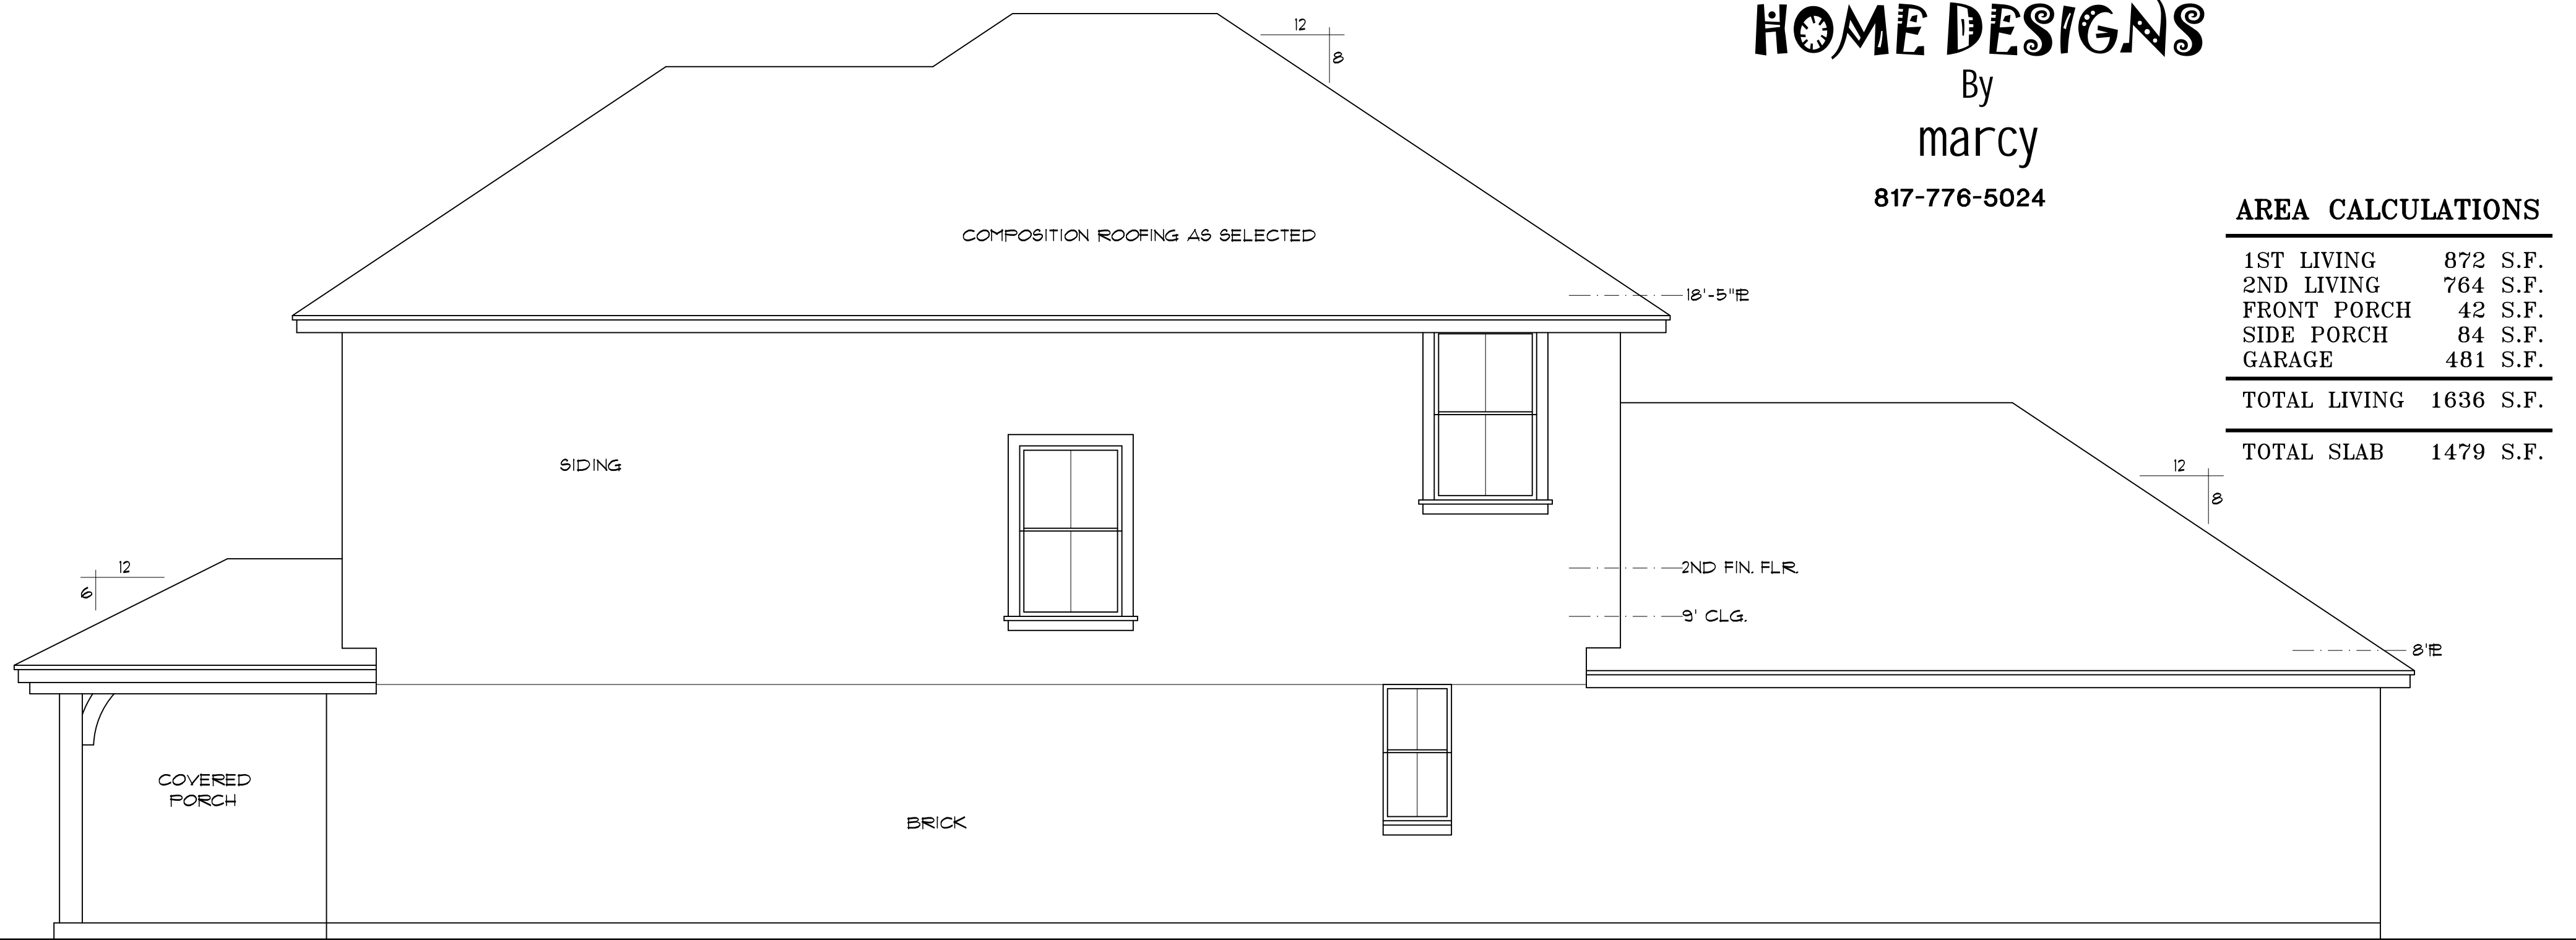 HOME DESIGNS
By
marcy
817-776-5024
AREA CALCULATIONS
1ST LIVING 872 S.F.
2ND LIVING 764 S.F.
FRONT PORCH 42 S.F.
SIDE PORCH 84 S.F.
GARAGE 481 S.F.
TOTAL LIVING 1636 S.F.
TOTAL SLAB 1479 S.F.
12
8
COMPOSITION ROOFING AS SELECTED
18'-5"PL
SIDING
12
8
12
6
2ND FIN. FLR.
9' CLG.
8'PL
COVERED
PORCH
BRICK